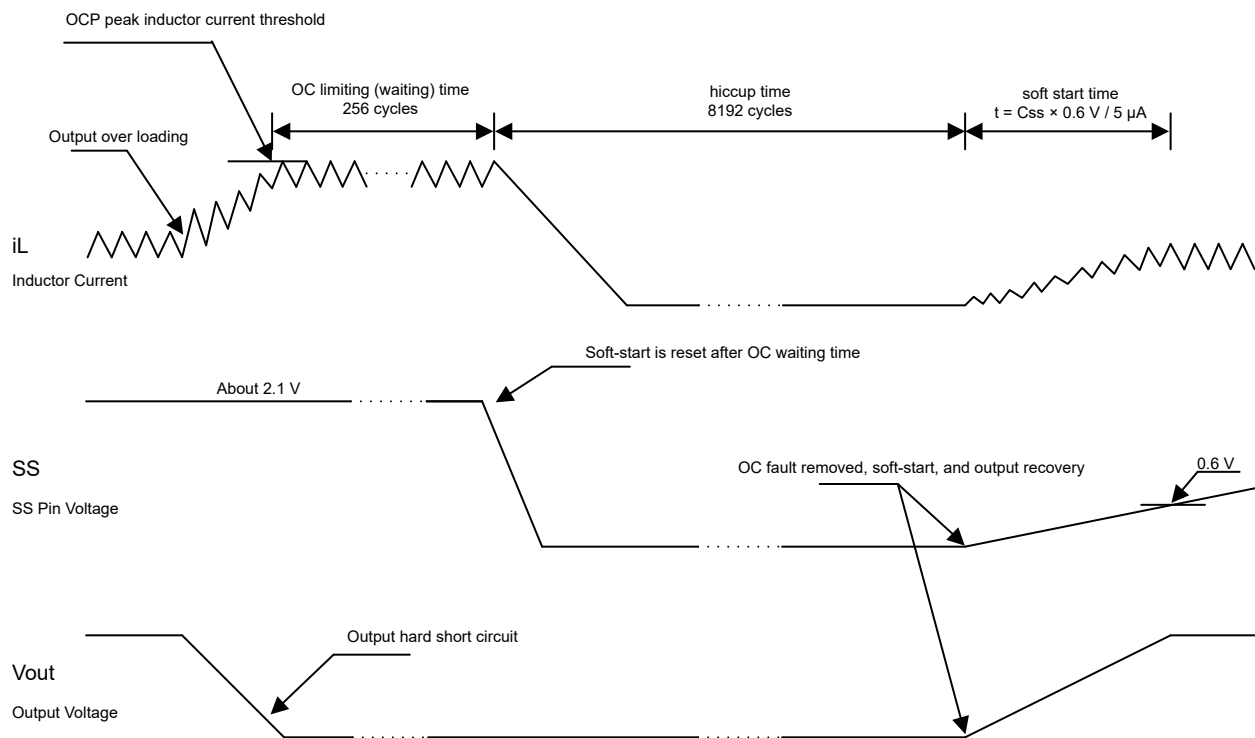 OCP peak inductor current threshold
OC limiting (waiting) time
256 cycles
hiccup time
8192 cycles
soft start time
t = Css × 0.6 V / 5 µA
Output over loading
iL
Inductor Current
Soft-start is reset after OC waiting time
About 2.1 V
SS
SS Pin Voltage
OC fault removed, soft-start, and output recovery
0.6 V
Output hard short circuit
Vout
Output Voltage